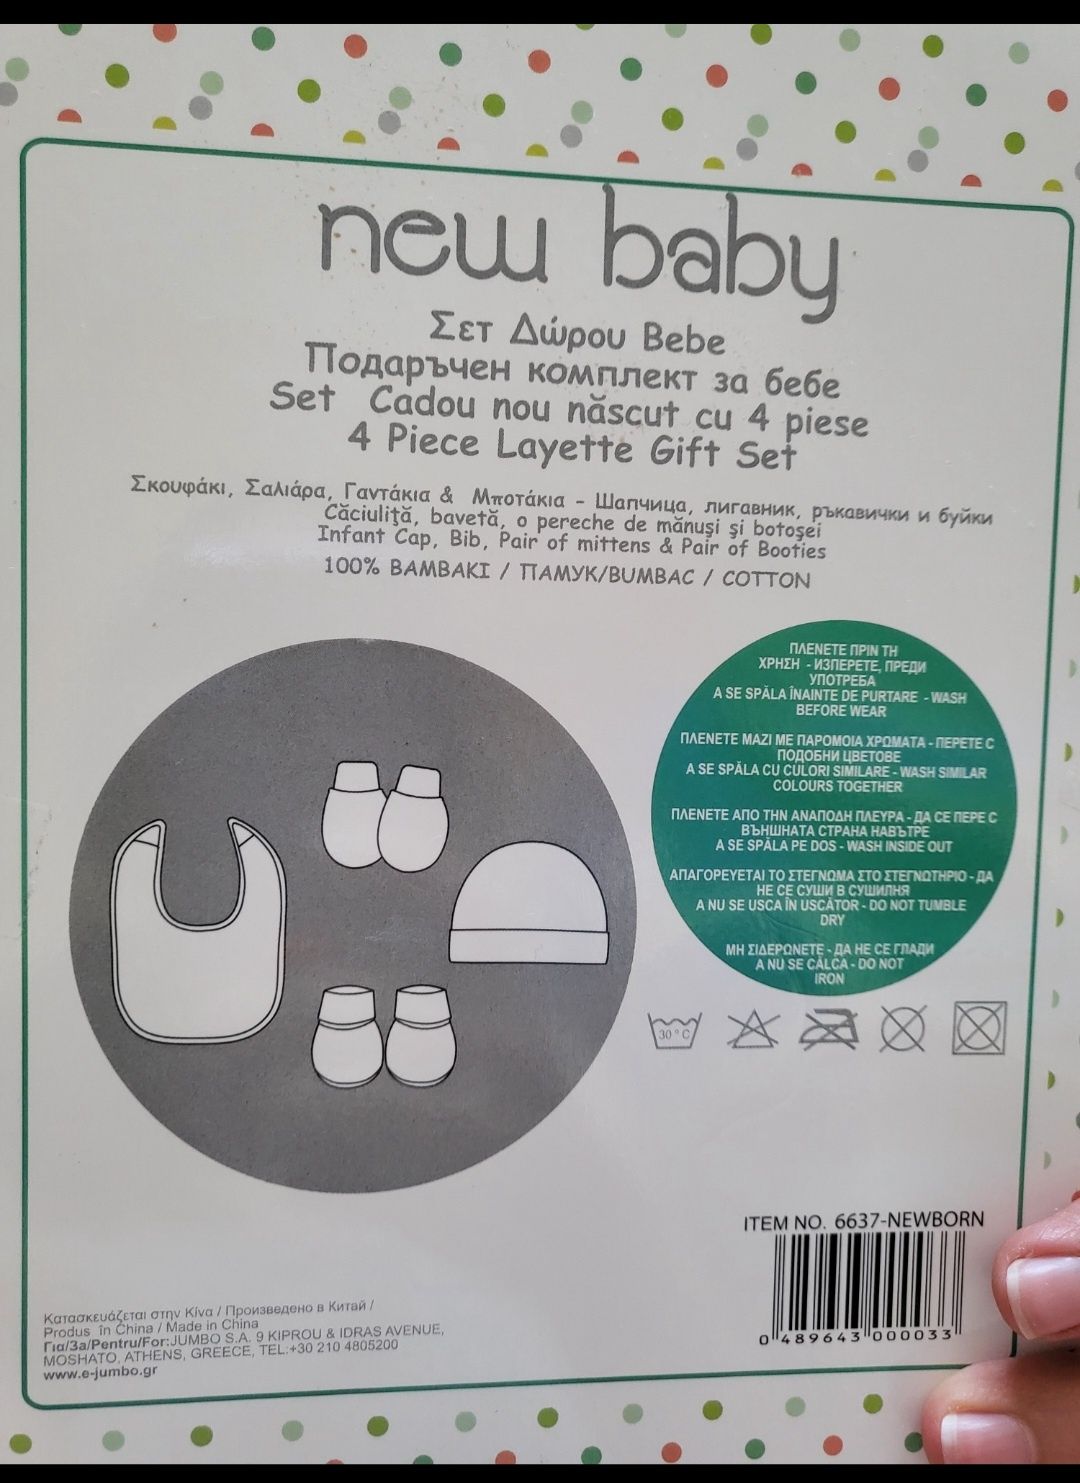 new baby
Σετ Δώρου Bebe
Подаръчен комплект за бебе
Set Cadou nou născut cu 4 piese
4 Piece Layette Gift Set
Σκουφάκι, Σαλιάρα, Γαντάκια & Μποτάκια - Шапчица, лигавник, ръкавички и буйки
Căciuliţă, bavetă, o pereche de mănuşi şi botoşei
Infant Cap, Bib, Pair of mittens & Pair of Booties
100% ΒΑΜΒΑΚΙ / ПАМУК/BUMBAC / COTTON
ΠΛΕΝΕΤΕ ΠΡΙΝ ΤΗ
ΧΡΗΣΗ - ИЗПЕРЕТЕ, ПРЕДИ
УПОТРЕБА
A SE SPĂLA ÎNAINTE DE PURTARE - WASH
BEFORE WEAR
ΠΛΕΝΕΤΕ ΜΑΖΙ ΜΕ ΠΑΡΟΜΟΙΑ ΧΡΩΜΑΤΑ - ПЕРЕТЕ С
ПОДОБНИ ЦВЕТОВЕ
A SE SPĂLA CU CULORI SIMILARE - WASH SIMILAR
COLOURS TOGETHER
ΠΛΕΝΕΤΕ ΑΠΟ ΤΗΝ ΑΝΑΠΟΔΗ ΠΛΕΥΡΑ - ДА СЕ ПЕРЕ С
ВЪНШНАТА СТРАНА НАВЪТРЕ
A SE SPĂLA PE DOS - WASH INSIDE OUT
ΑΠΑΓΟΡΕΥΕΤΑΙ ΤΟ ΣΤΕΓΝΩΜΑ ΣΤΟ ΣΤΕΓΝΩΤΗΡΙΟ - ДА
НЕ СЕ СУШИ В СУШИЛНЯ
A NU SE USCA ÎN USCĂTOR - DO NOT TUMBLE
DRY
ΜΗ ΣΙΔΕΡΩΝΕΤΕ - ДА НЕ СЕ ГЛАДИ
A NU SE CĂLCA - DO NOT
IRON
30°C
ITEM NO. 6637-NEWBORN
0 489643 000033
Κατασκευάζεται στην Κίνα / Произведено в Китай /
Produs în China / Made in China
Για/За/Pentru/For:JUMBO S.A. 9 KIPROU & IDRAS AVENUE,
MOSHATO, ATHENS, GREECE, TEL:+30 210 4805200
www.e-jumbo.gr